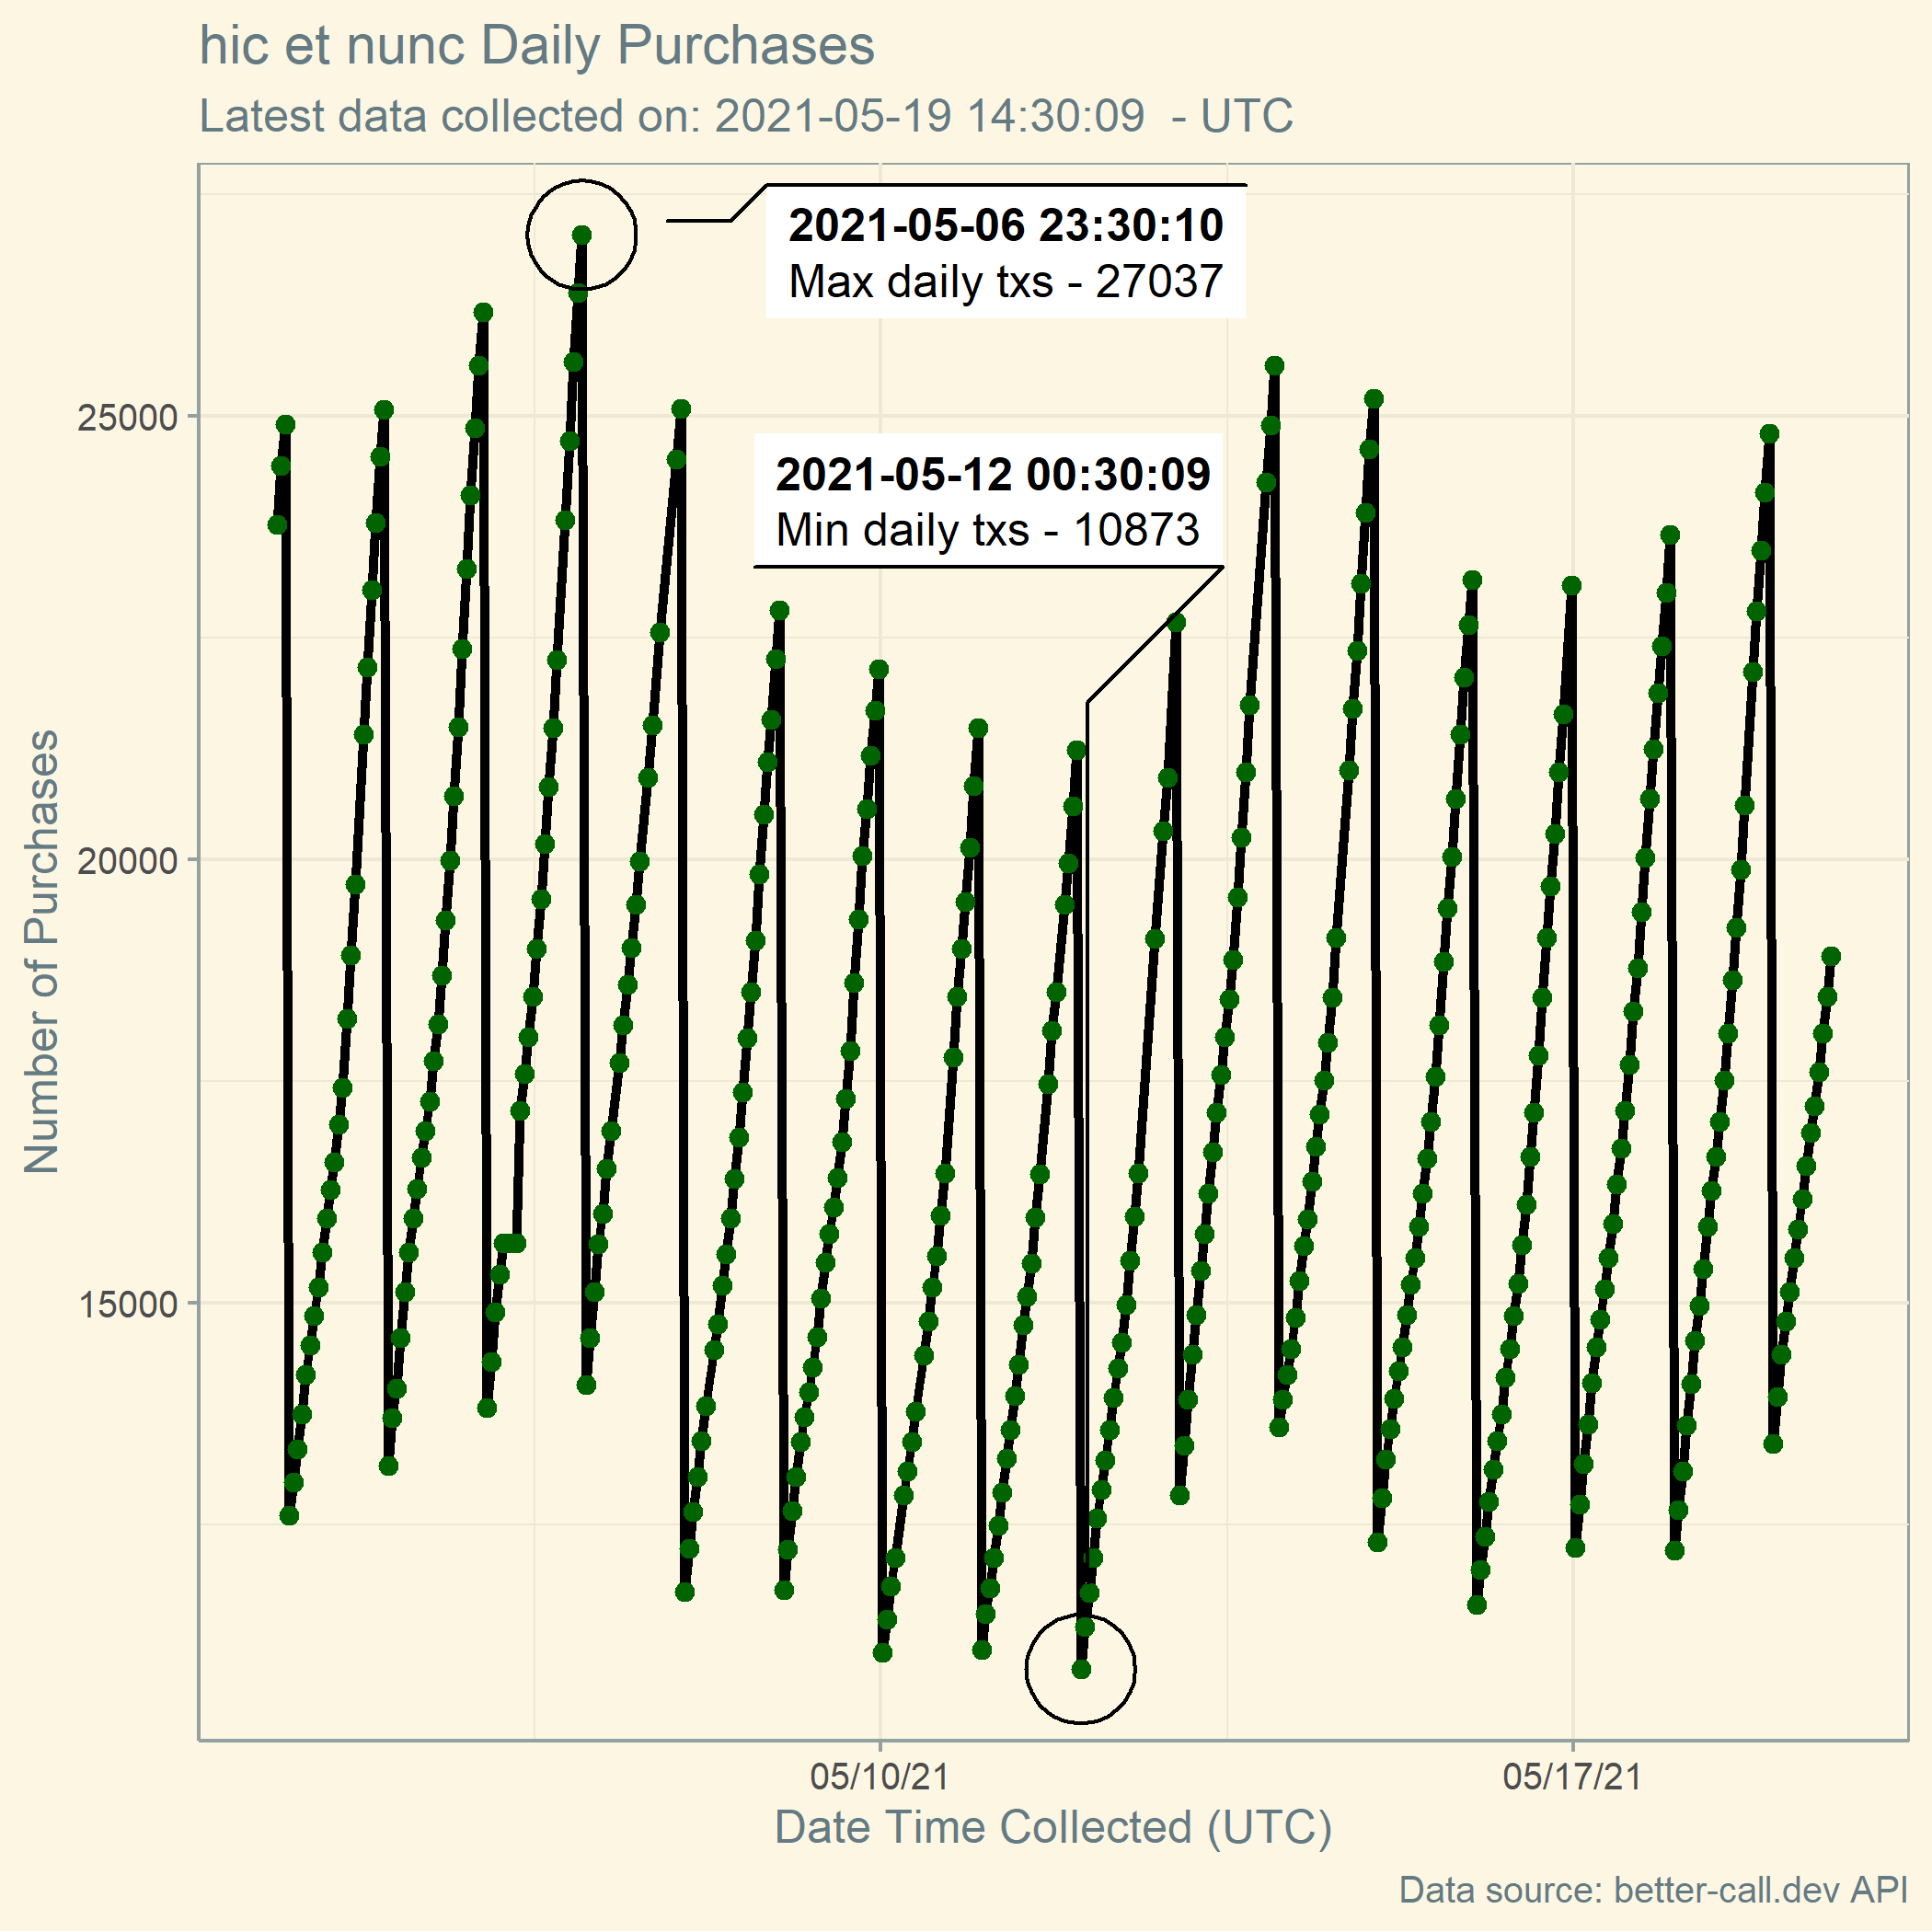 hic et nunc Daily Purchases
Latest data collected on: 2021-05-19 14:30:09  - UTC
2021-05-06 23:30:10
Max daily txs - 27037
2021-05-12 00:30:09
Min daily txs - 10873
25000
20000
15000
Number of Purchases
05/10/21
05/17/21
Date Time Collected (UTC)
Data source: better-call.dev API